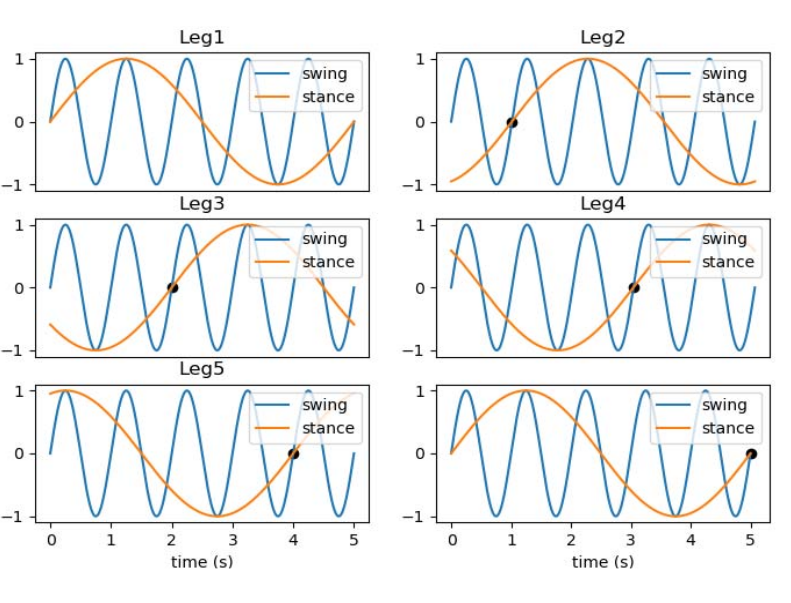 Leg1
1
0
−1
swing
stance
Leg2
1
0
−1
swing
stance
Leg3
1
0
−1
swing
stance
Leg4
1
0
−1
swing
stance
Leg5
1
0
−1
swing
stance
0 1 2 3 4 5
time (s)
1
0
−1
swing
stance
0 1 2 3 4 5
time (s)